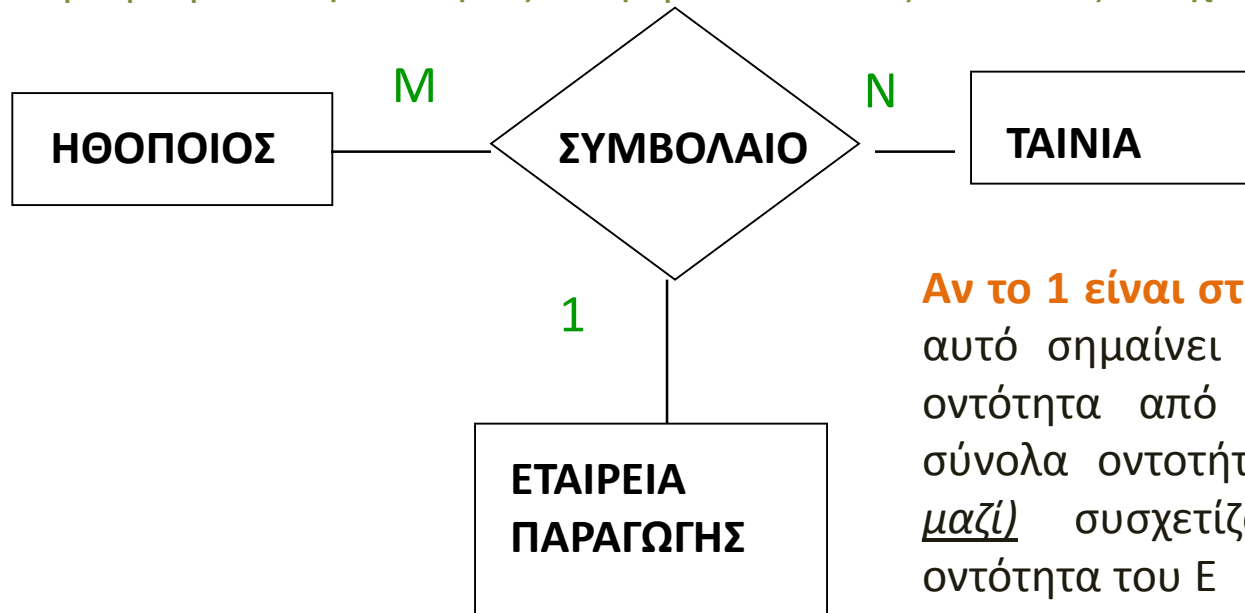 M
N
ΗΘΟΠΟΙΟΣ
ΣΥΜΒΟΛΑΙΟ
ΤΑΙΝΙΑ
1
ΕΤΑΙΡΕΙΑ
ΠΑΡΑΓΩΓΗΣ
Αν το 1 είναι στ
αυτό σημαίνει
οντότητα από
σύνολα οντοτήτ
μαζί) συσχετίζ
οντότητα του Ε